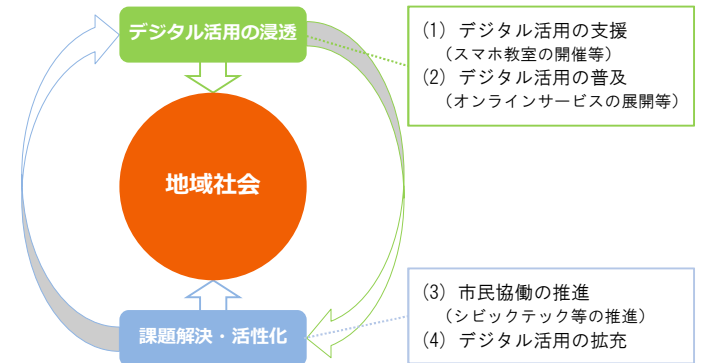 デジタル活用の浸透
(1) デジタル活用の支援
(スマホ教室の開催等)
(2) デジタル活用の普及
(オンラインサービスの展開等)
地域社会
課題解決・活性化
(3) 市民協働の推進
(シビックテック等の推進)
(4) デジタル活用の拡充